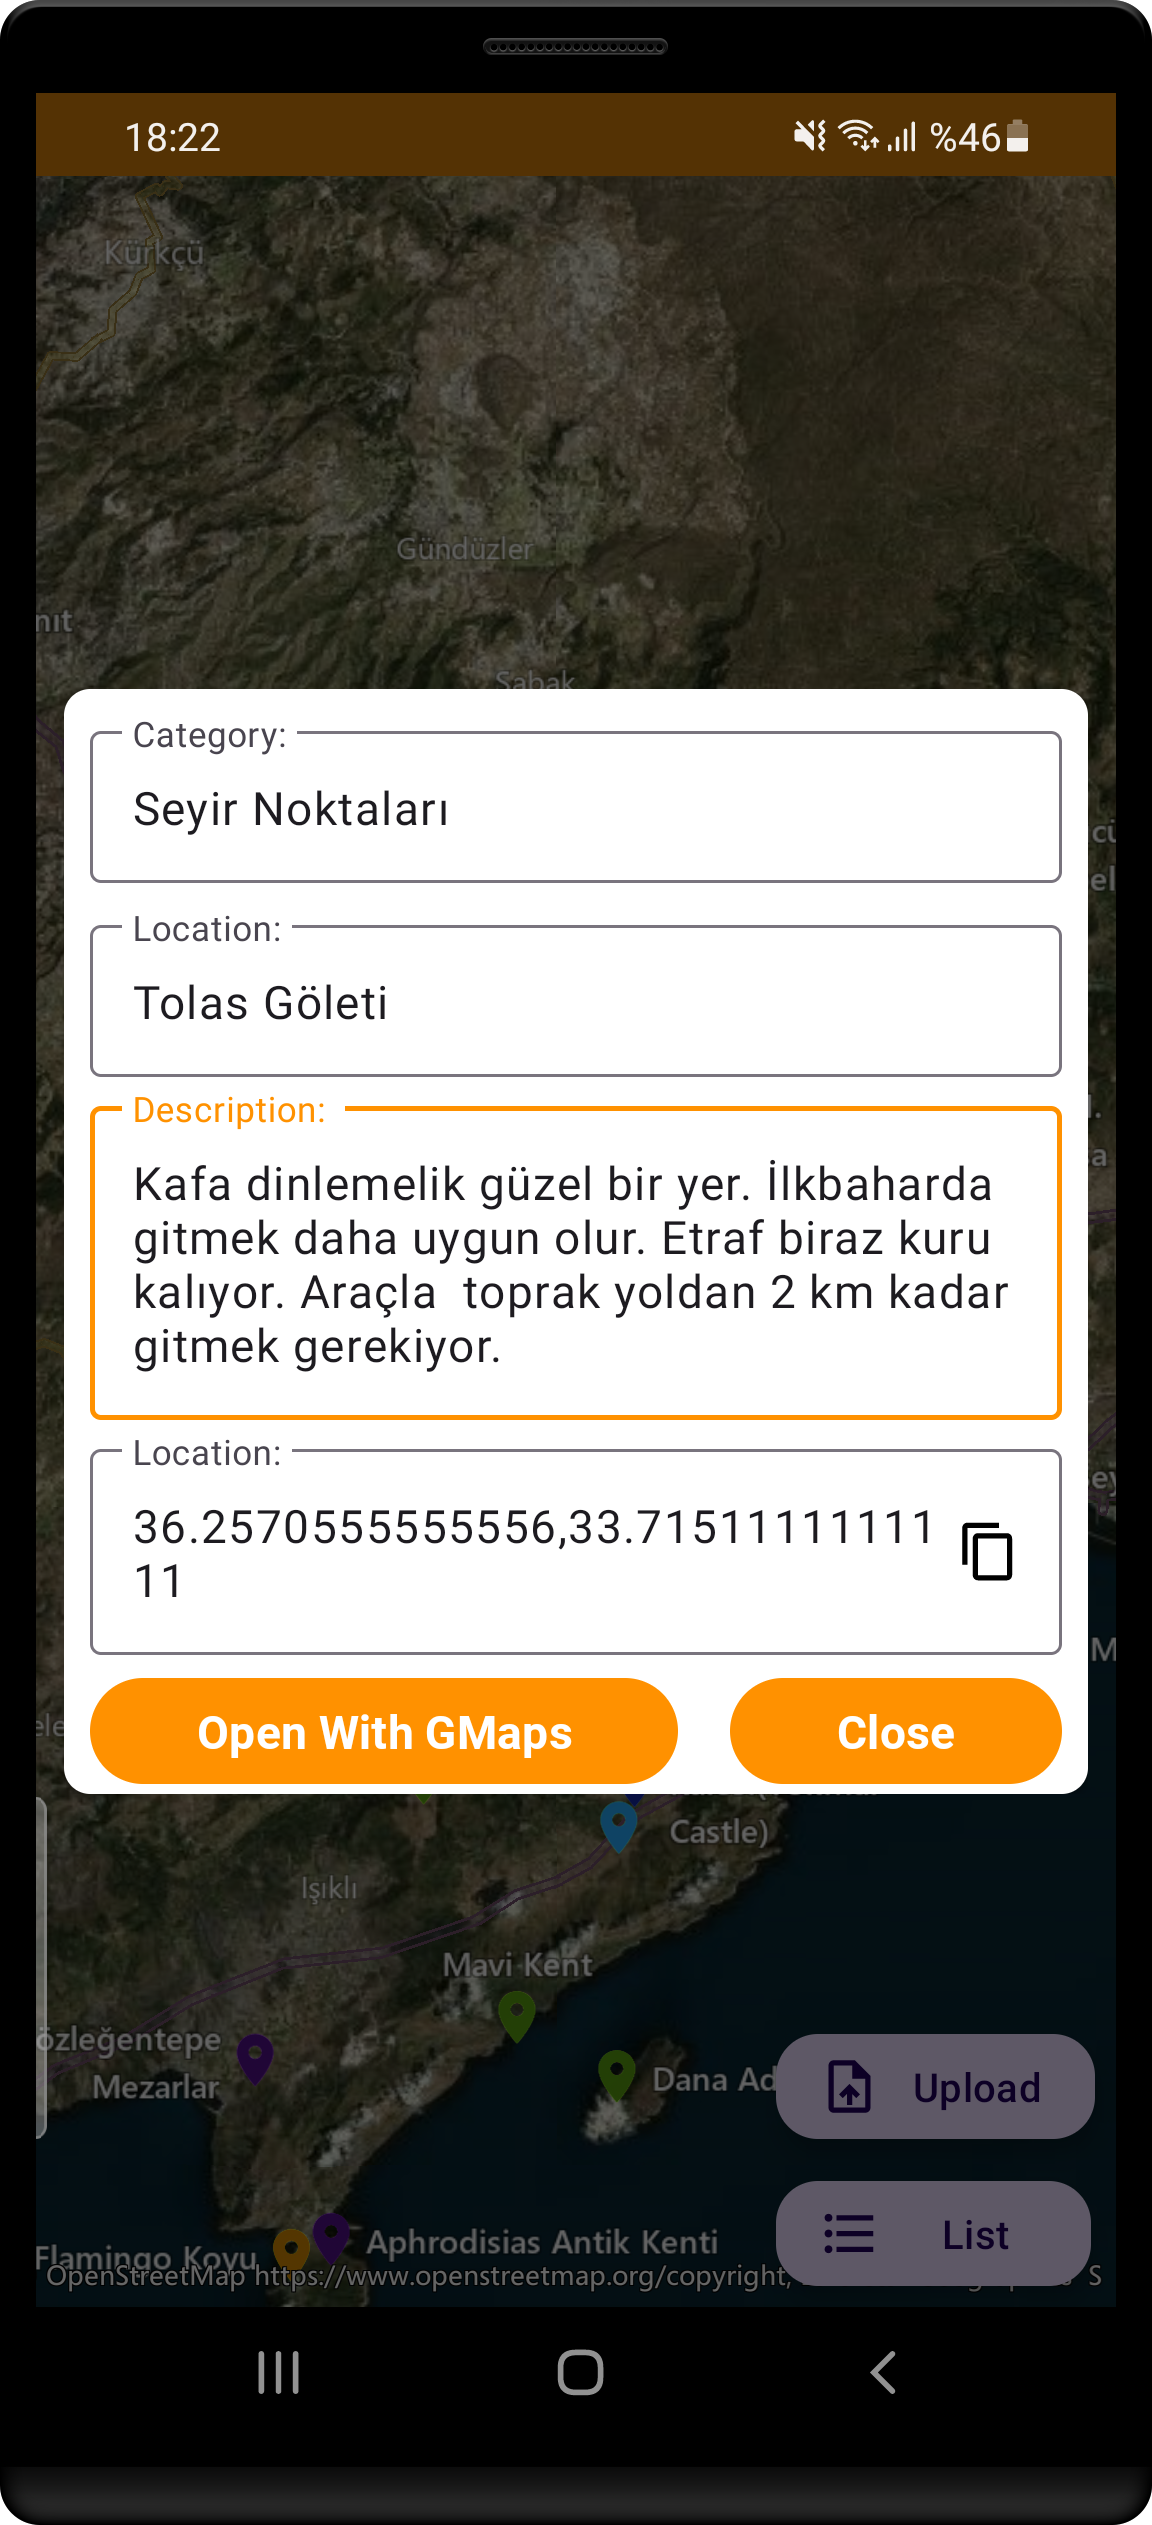 18:22
%46
Kürkçü
Gündüzler
nıt
Sabak
Category:
Seyir Noktaları
Location:
Tolas Göleti
Description:
Kafa dinlemelik güzel bir yer. İlkbaharda
gitmek daha uygun olur. Etraf biraz kuru
kalıyor. Araçla  toprak yoldan 2 km kadar
gitmek gerekiyor.
Location:
36.2570555555556,33.71511111111
11
Open With GMaps
Close
Castle)
Işıklı
Mavi Kent
özleğentepe
Mezarlar
Dana Ad
Upload
List
Aphrodisias Antik Kenti
Flamingo Koyu
OpenStreetMap https://www.openstreetmap.org/copyright,